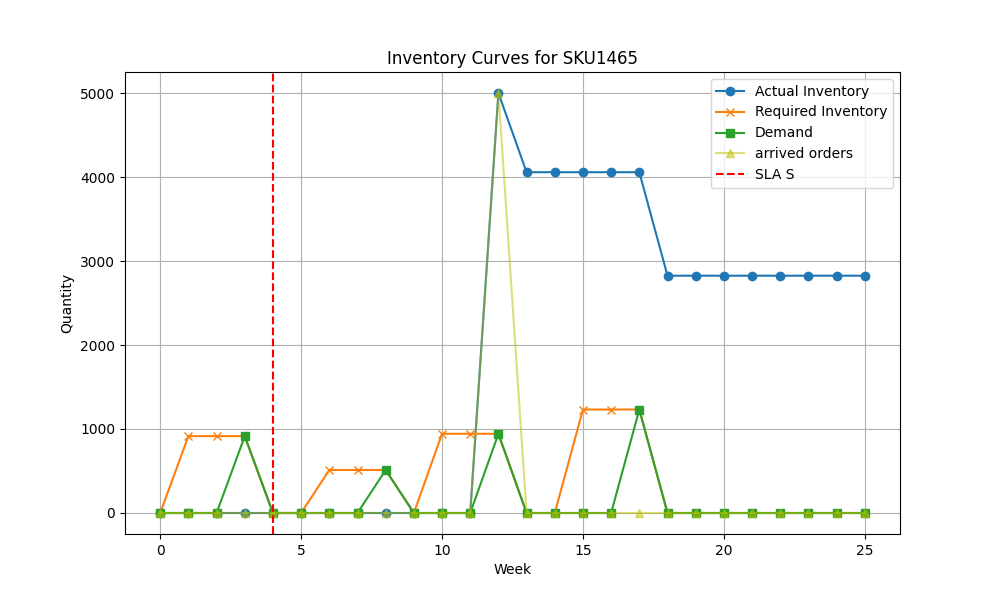 Inventory Curves for SKU1465
Actual Inventory
Required Inventory
Demand
arrived orders
SLA S
Quantity
5000
4000
3000
2000
1000
0
0 5 10 15 20 25
Week